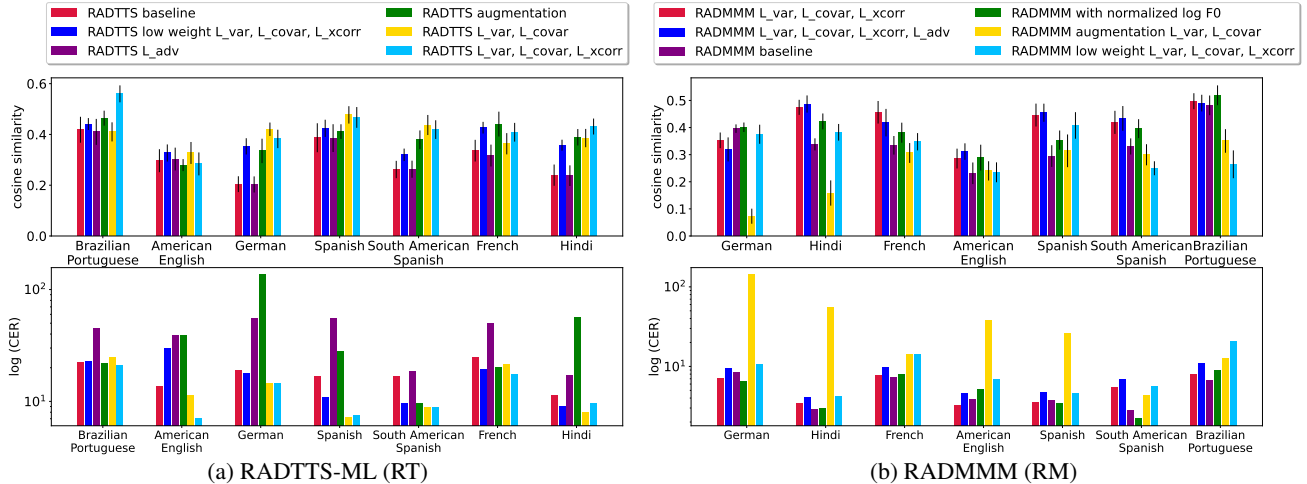 RADTTS baseline
RADTTS low weight L_var, L_covar, L_xcorr
RADTTS L_adv
RADTTS augmentation
RADTTS L_var, L_covar
RADTTS L_var, L_covar, L_xcorr
cosine similarity
0.6
0.4
0.2
0.0
Brazilian
Portuguese
American
English
German
Spanish
South American
Spanish
French
Hindi
log (CER)
10²
10¹
Brazilian
Portuguese
American
English
German
Spanish
South American
Spanish
French
Hindi
(a) RADTTS-ML (RT)
RADMMM L_var, L_covar, L_xcorr
RADMMM L_var, L_covar, L_xcorr, L_adv
RADMMM baseline
RADMMM with normalized log F0
RADMMM augmentation L_var, L_covar
RADMMM low weight L_var, L_covar, L_xcorr
cosine similarity
0.5
0.4
0.3
0.2
0.1
0.0
German
Hindi
French
American
English
Spanish
South American
Spanish
Brazilian
Portuguese
log (CER)
10²
10¹
German
Hindi
French
American
English
Spanish
South American
Spanish
Brazilian
Portuguese
(b) RADMMM (RM)